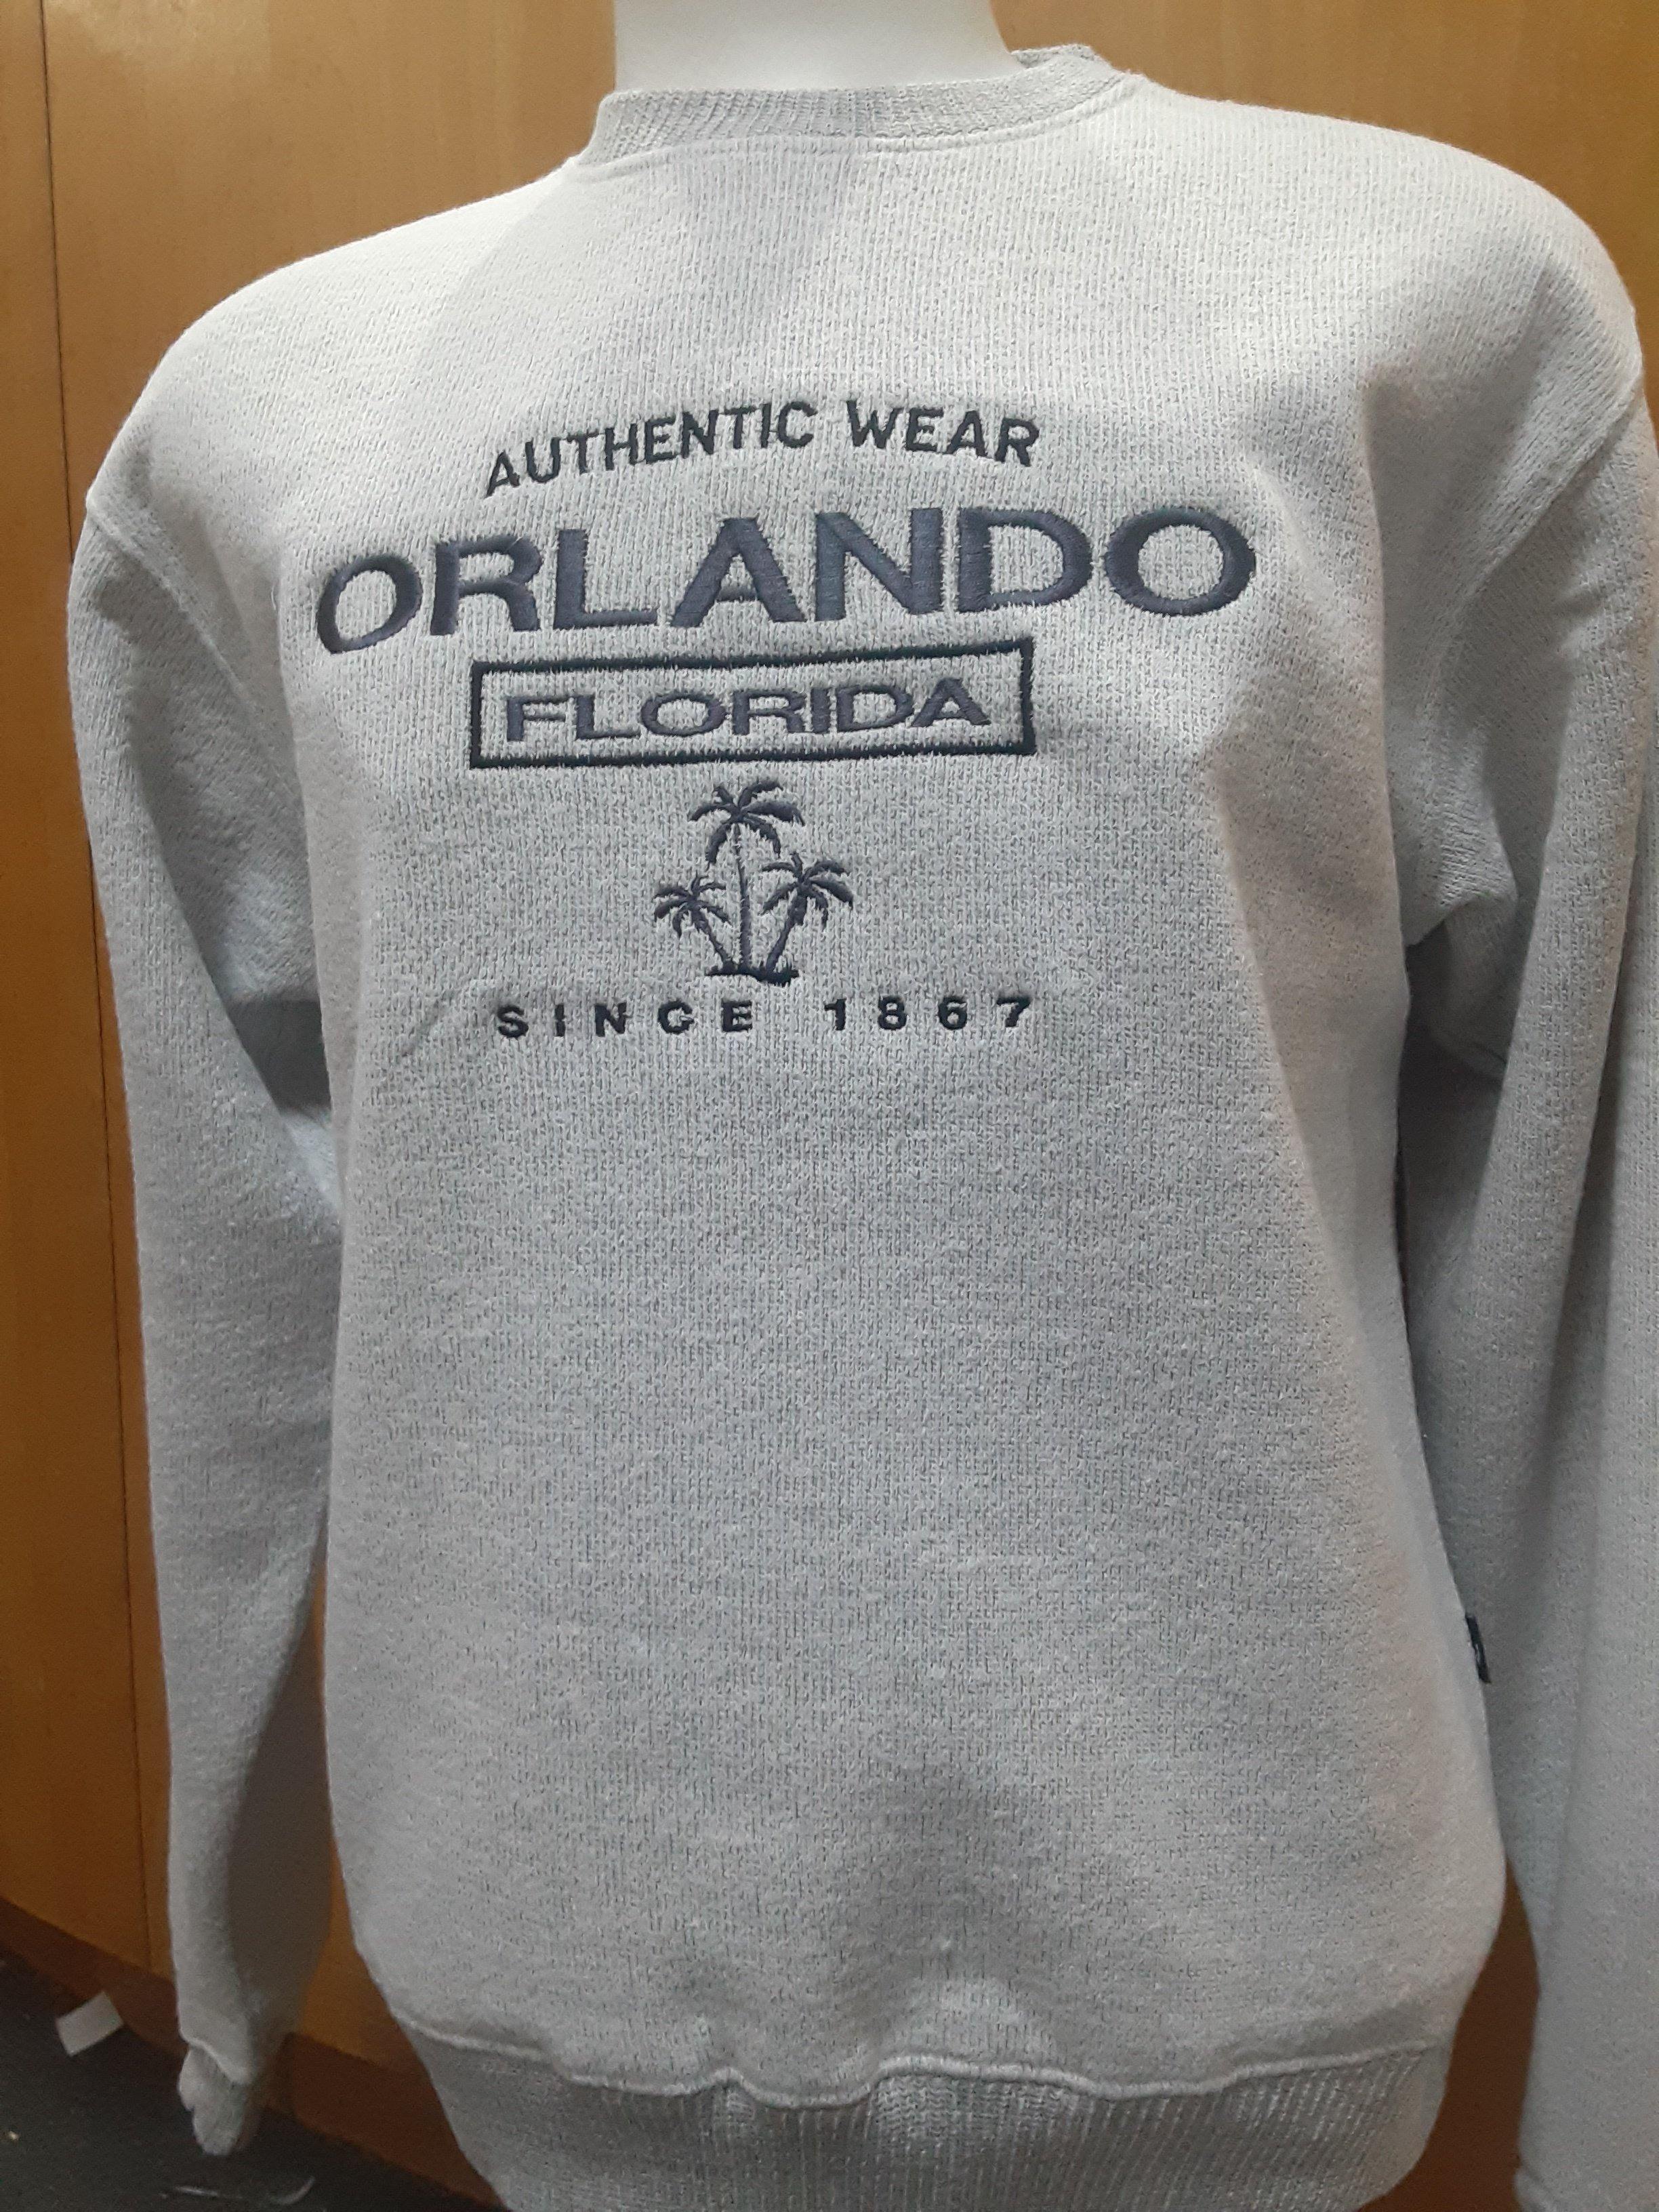 AUTHENTIC WEAR
ORLANDO
FLORIDA
SINCE 1867